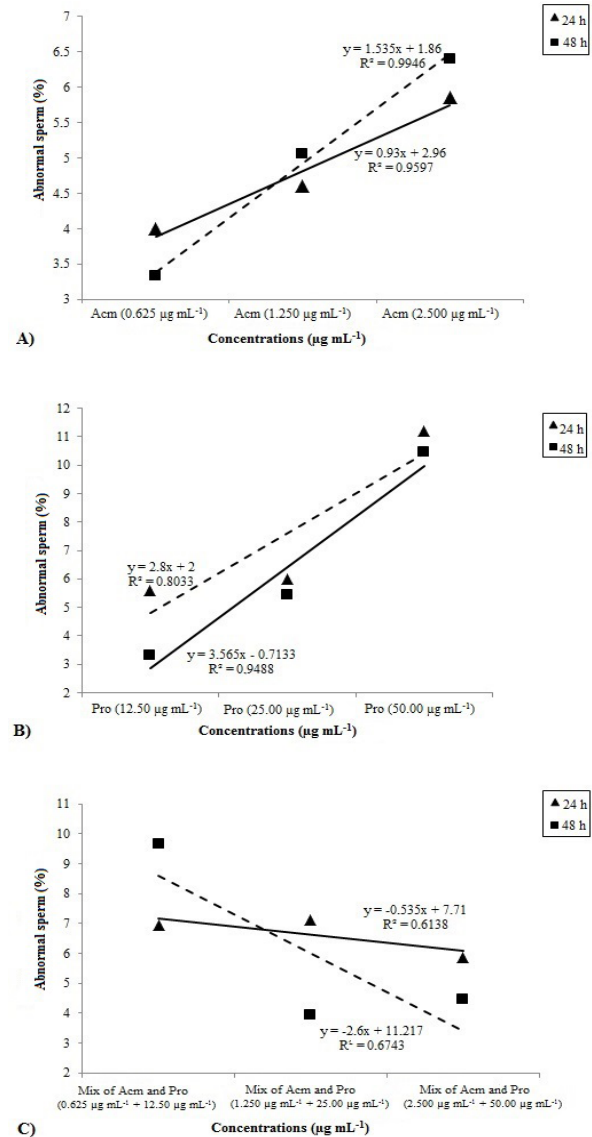 7
6.5
6
5.5
5
4.5
4
3.5
3
Abnormal sperm (%)
24 h
48 h
y = 1.535x + 1.86
R² = 0.9946
y = 0.93x + 2.96
R² = 0.9597
Acm (0.625 µg mL-1) Acm (1.250 µg mL-1) Acm (2.500 µg mL-1)
Concentrations (µg mL-1)
A)
12
11
10
9
8
7
6
5
4
3
2
Abnormal sperm (%)
24 h
48 h
y = 2.8x + 2
R² = 0.8033
y = 3.565x - 0.7133
R² = 0.9488
Pro (12.50 µg mL-1) Pro (25.00 µg mL-1) Pro (50.00 µg mL-1)
Concentrations (µg mL-1)
B)
11
10
9
8
7
6
5
4
3
2
Abnormal sperm (%)
24 h
48 h
y = -0.535x + 7.71
R² = 0.6138
y = -2.6x + 11.217
R² = 0.6743
Mix of Acm and Pro Mix of Acm and Pro Mix of Acm and Pro
(0.625 µg mL-1 + 12.50 µg mL-1) (1.250 µg mL-1 + 25.00 µg mL-1) (2.500 µg mL-1 + 50.00 µg mL-1)
Concentrations (µg mL-1)
C)